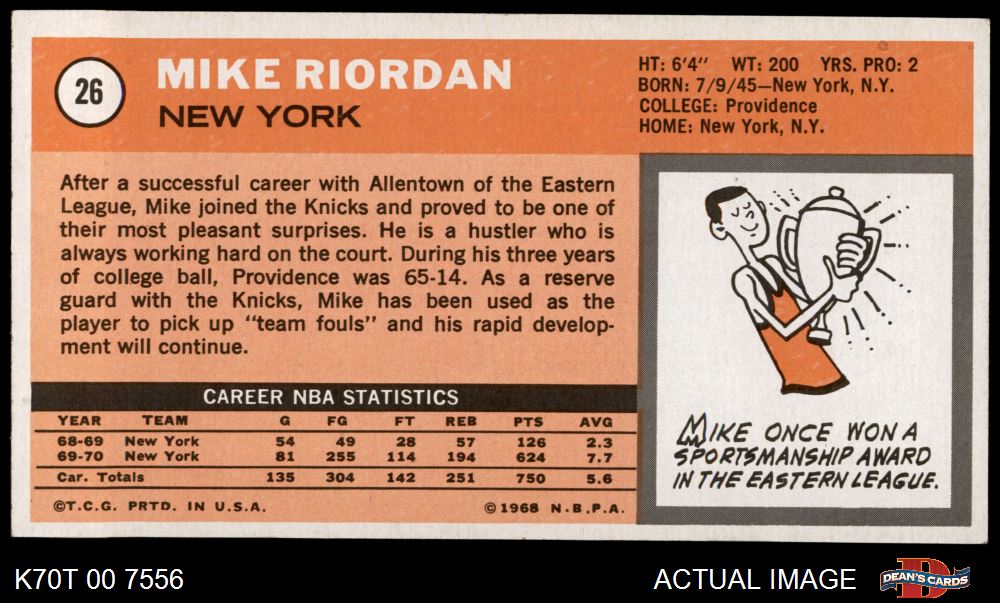 26
MIKE RIORDAN
NEW YORK
HT: 6'4" WT: 200 YRS. PRO: 2
BORN: 7/9/45—New York, N.Y.
COLLEGE: Providence
HOME: New York, N.Y.
After a successful career with Allentown of the Eastern
League, Mike joined the Knicks and proved to be one of
their most pleasant surprises. He is a hustler who is
always working hard on the court. During his three years
of college ball, Providence was 65-14. As a reserve
guard with the Knicks, Mike has been used as the
player to pick up "team fouls" and his rapid develop-
ment will continue.
CAREER NBA STATISTICS
YEAR TEAM G FG FT REB PTS AVG
68-69 New York 54 49 28 57 126 2.3
69-70 New York 81 255 114 194 624 7.7
Car. Totals 135 304 142 251 750 5.6
©T.C.G. PRTD. IN U.S.A. ©1968 N.B.P.A.
MIKE ONCE WON A
SPORTSMANSHIP AWARD
IN THE EASTERN LEAGUE.
K70T 00 7556
ACTUAL IMAGE
D
DEAN'S CARDS